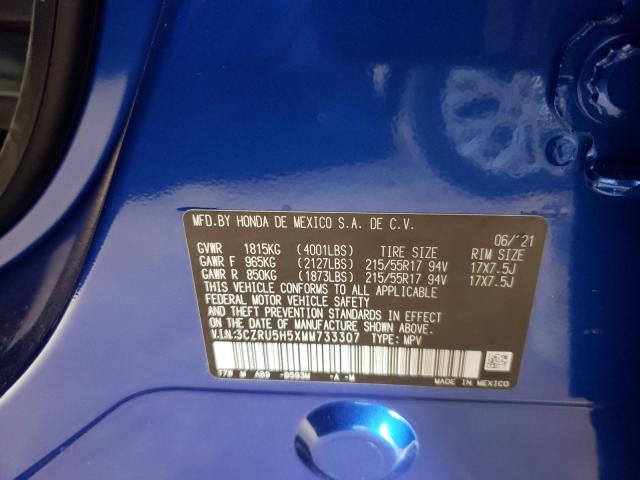 MFD.BY HONDA DE MEXICO S.A. DE C.V. 06/'21
GVWR 1815KG (4001LBS) TIRE SIZE RIM SIZE
GAWR F 965KG (2127LBS) 215/55R17 94V 17X7.5J
GAWR R 850KG (1873LBS) 215/55R17 94V 17X7.5J
THIS VEHICLE CONFORMS TO ALL APPLICABLE
FEDERAL MOTOR VEHICLE SAFETY
AND BUMPER STANDARDS IN EFFECT ON
THE DATE OF MANUFACTURE SHOWN ABOVE.
V.I.N:3CZRU5H5XMM733307 TYPE: MPV
A -A -M MADE IN MEXICO